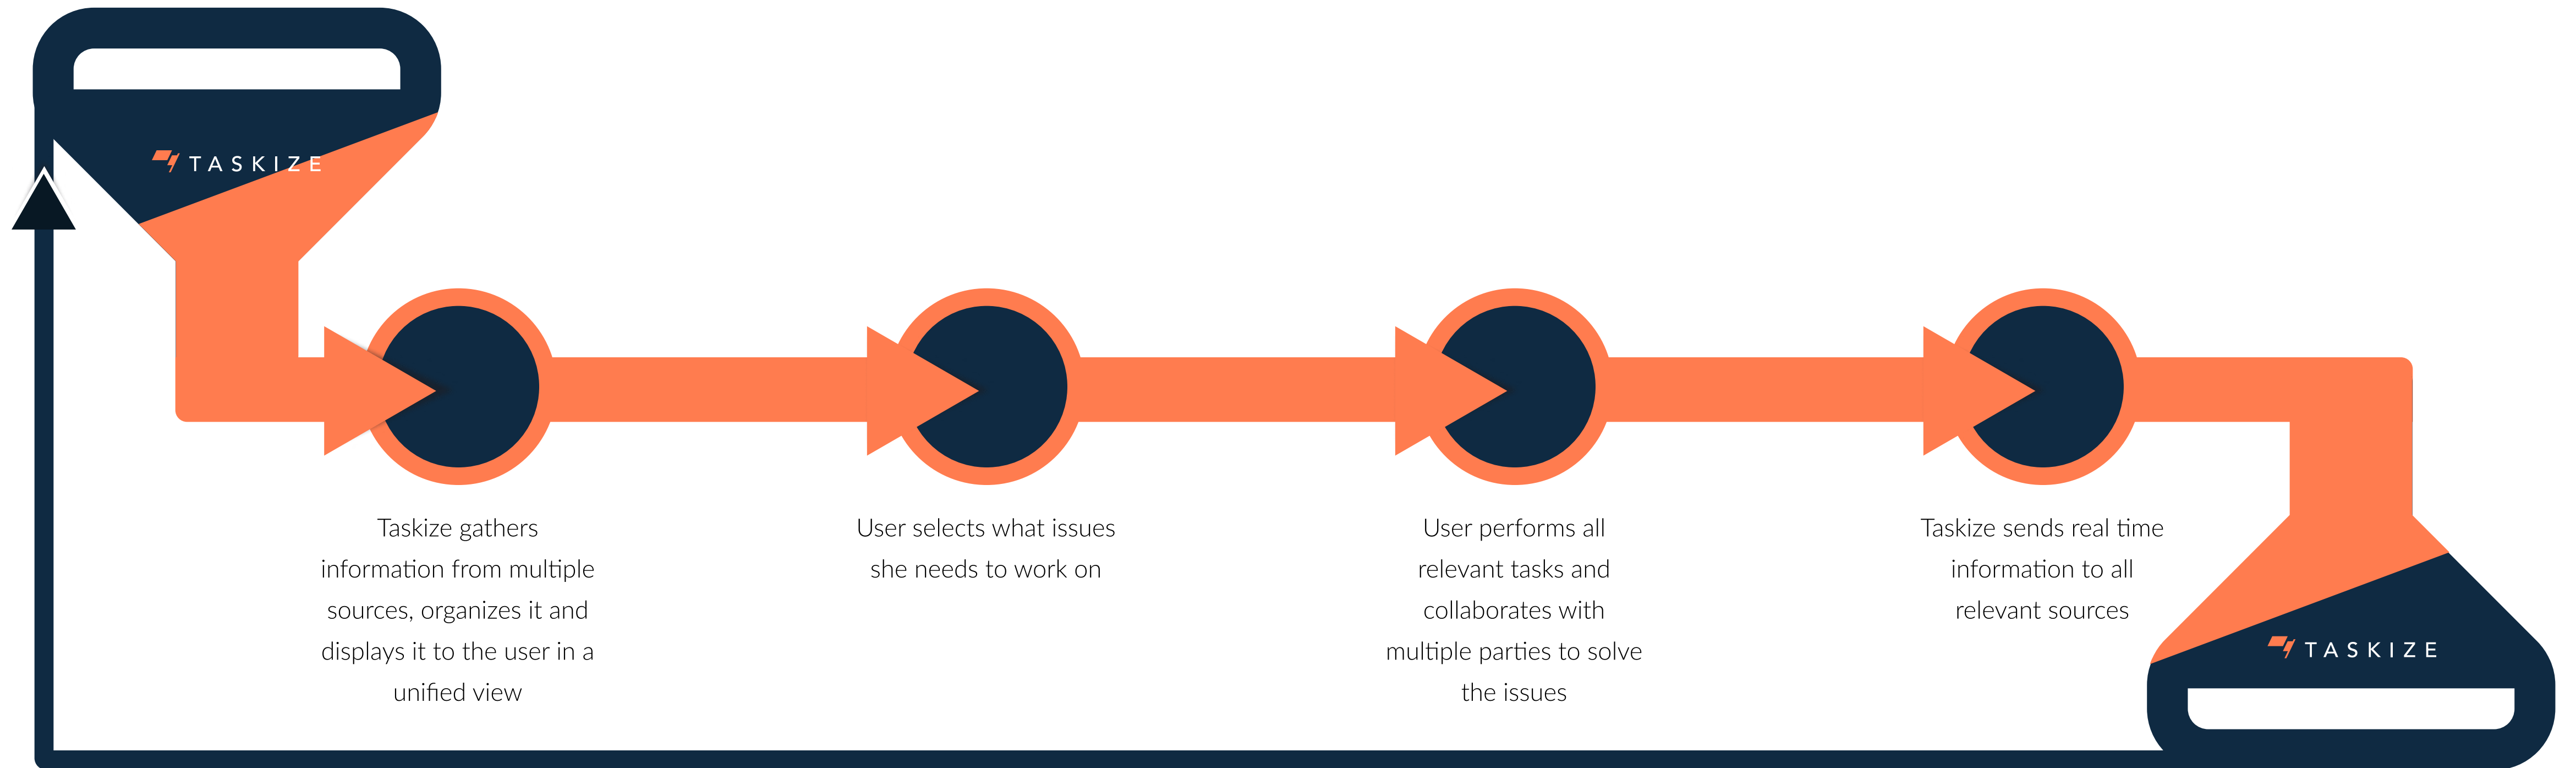 TASKIZE
Taskize gathers
information from multiple
sources, organizes it and
displays it to the user in a
unified view
User selects what issues
she needs to work on
User performs all
relevant tasks and
collaborates with
multiple parties to solve
the issues
Taskize sends real time
information to all
relevant sources
TASKIZE